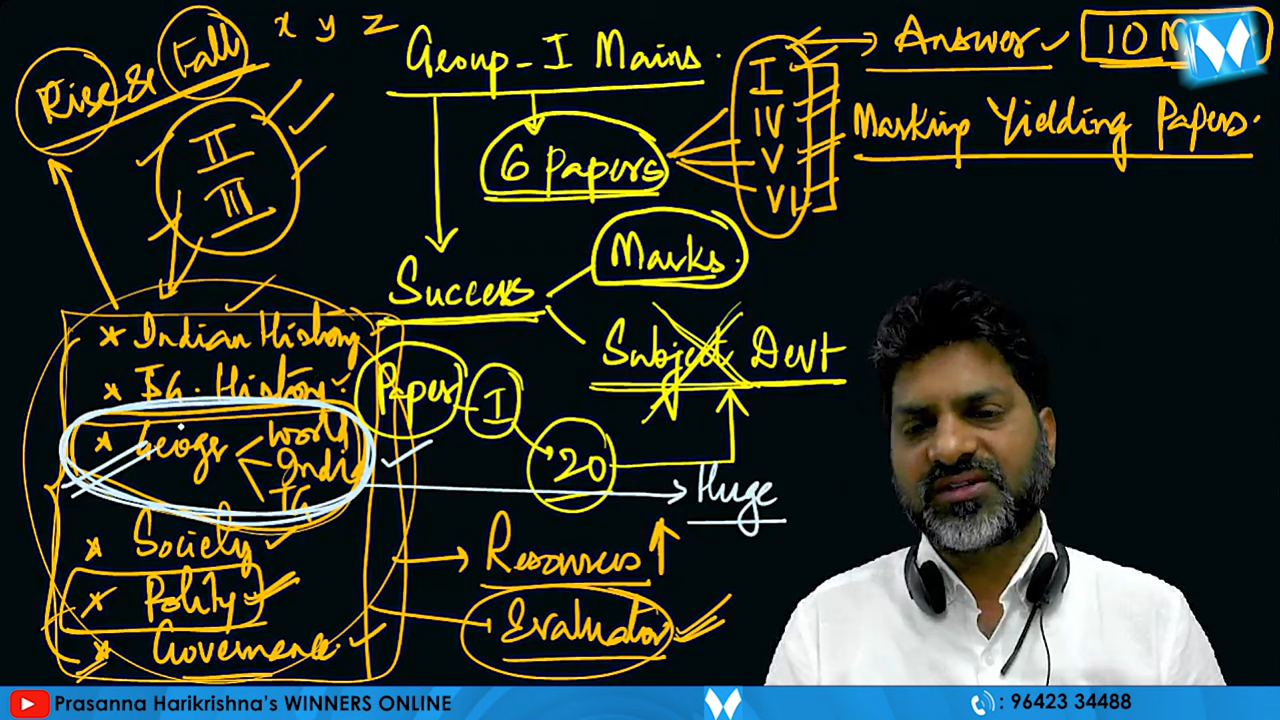 x y z
Rise & Fall
II
III
Group - I Mains.
6 Papers
I
IV
V
VI
Answer
10 M
Marking Yielding Papers.
Success
Marks.
Subject Devt
* Indian History
* TG. History
* Geogr
World
India
TG
* Society
* Polity
* Governance
Paper - I
20
Huge
Resources
Evaluator
Prasanna Harikrishna's WINNERS ONLINE
: 96423 34488